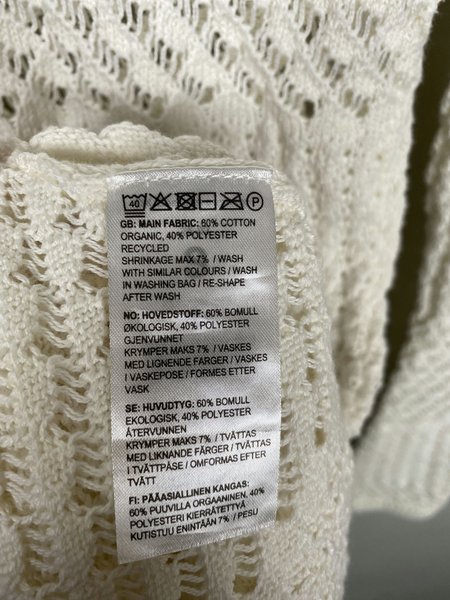 40 P
GB: MAIN FABRIC: 60% COTTON
ORGANIC, 40% POLYESTER
RECYCLED
SHRINKAGE MAX 7% / WASH
WITH SIMILAR COLOURS / WASH
IN WASHING BAG / RE-SHAPE
AFTER WASH
NO: HOVEDSTOFF: 60% BOMULL
ØKOLOGISK, 40% POLYESTER
GJENVUNNET
KRYMPER MAKS 7% / VASKES
MED LIGNENDE FARGER / VASKES
I VASKEPOSE / FORMES ETTER
VASK
SE: HUVUDTYG: 60% BOMULL
EKOLOGISK, 40% POLYESTER
ÅTERVUNNEN
KRYMPER MAKS 7% / TVÄTTAS
MED LIKNANDE FÄRGER / TVÄTTAS
I TVÄTTPÅSE / OMFORMAS EFTER
TVÄTT
FI: PÄÄASIALLINEN KANGAS:
60% PUUVILLA ORGAANINEN, 40%
POLYESTERI KIERRÄTETTYÄ
KUTISTUU ENINTÄÄN 7% / PESU